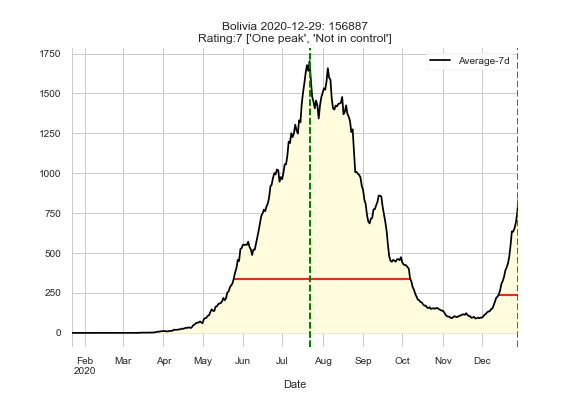 Bolivia 2020-12-29: 156887
Rating:7 ['One peak', 'Not in control']
Average-7d
1750
1500
1250
1000
750
500
250
0
Feb Mar Apr May Jun Jul Aug Sep Oct Nov Dec
2020
Date